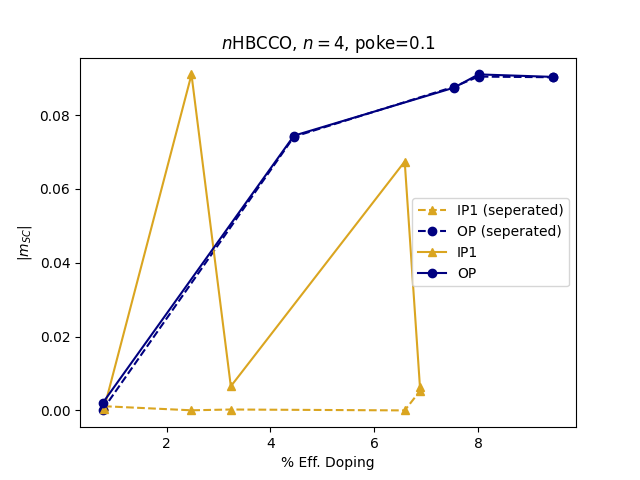 nHBCCO, n = 4, poke=0.1
|m_SC|
0.08
0.06
0.04
0.02
0.00
IP1 (seperated)
OP (seperated)
IP1
OP
2 4 6 8
% Eff. Doping